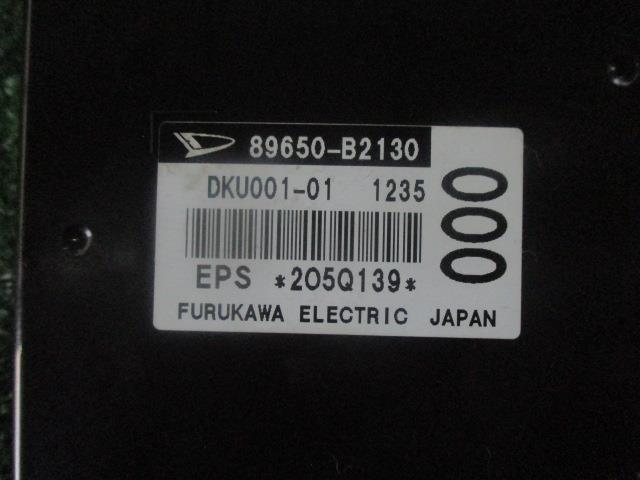 89650-B2130
DKU001-01 1235
000
EPS *205Q139*
FURUKAWA ELECTRIC JAPAN